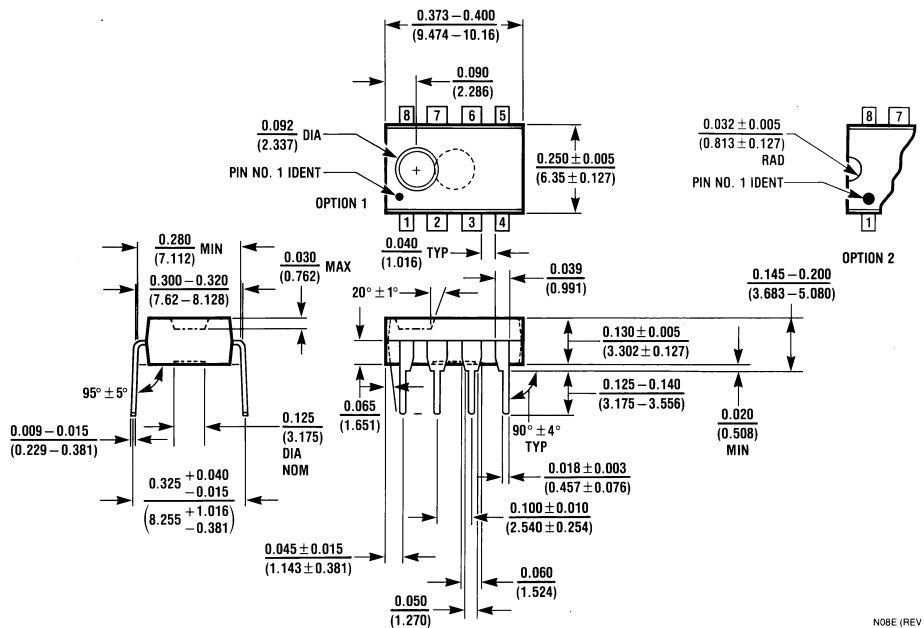 0.373 – 0.400
(9.474 – 10.16)
0.090
(2.286)
8 7 6 5
0.092 DIA
(2.337)
+
PIN NO. 1 IDENT
OPTION 1
1 2 3 4
0.250 ± 0.005
(6.35 ± 0.127)
0.032 ± 0.005
(0.813 ± 0.127)
RAD
PIN NO. 1 IDENT
8 7
1
OPTION 2
0.280 MIN
(7.112)
0.300 – 0.320
(7.62 – 8.128)
0.030 MAX
(0.762)
0.040 TYP
(1.016)
0.039
(0.991)
20° ± 1°
0.145 – 0.200
(3.683 – 5.080)
0.130 ± 0.005
(3.302 ± 0.127)
95° ± 5°
0.065
(1.651)
0.125 – 0.140
(3.175 – 3.556)
0.020
(0.508)
MIN
0.009 – 0.015
(0.229 – 0.381)
0.125
(3.175)
DIA
NOM
90° ± 4°
TYP
0.018 ± 0.003
(0.457 ± 0.076)
0.325 +0.040
–0.015
(8.255 +1.016
–0.381)
0.100 ± 0.010
(2.540 ± 0.254)
0.045 ± 0.015
(1.143 ± 0.381)
0.060
(1.524)
0.050
(1.270)
N08E (REV